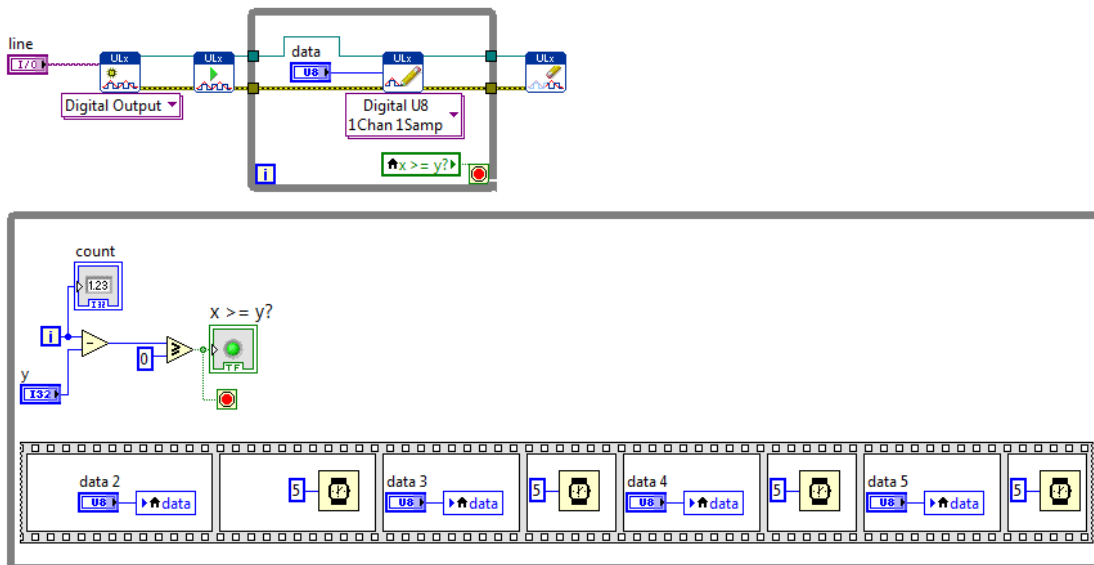 line
I/O
ULx
ULx
data
U8
ULx
ULx
Digital Output
Digital U8
1Chan 1Samp
x >= y?
i
count
1.23
I32
x >= y?
i
-
0
≥
TF
y
I32
data 2
U8
data
5
data 3
U8
data
5
data 4
U8
data
5
data 5
U8
data
5